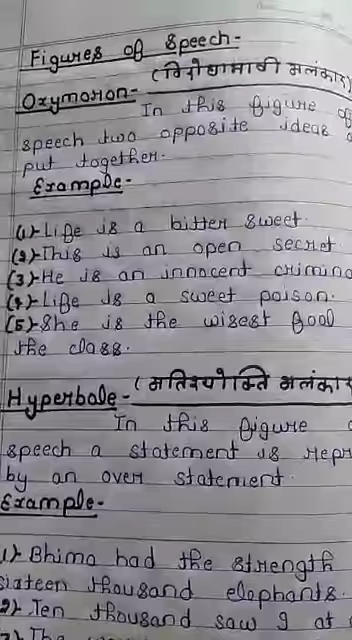 Figures of Speech-
Oxymoron- (विरोधाभाषी अलंकार)
In this figure of
speech two opposite ideas
put together.
Example-
(1) Life is a bitter sweet.
(2) This is an open secret
(3) He is an innocent crimina
(4) Life is a sweet poison.
(5) She is the wisest fool
the class.
Hyperbole- (अतिश्योक्ति अलंकार
In this figure
speech a statement is repr
by an over statement.
Example-
1) Bhima had the strength
sixteen thousand elephants.
2) Ten thousand saw I at